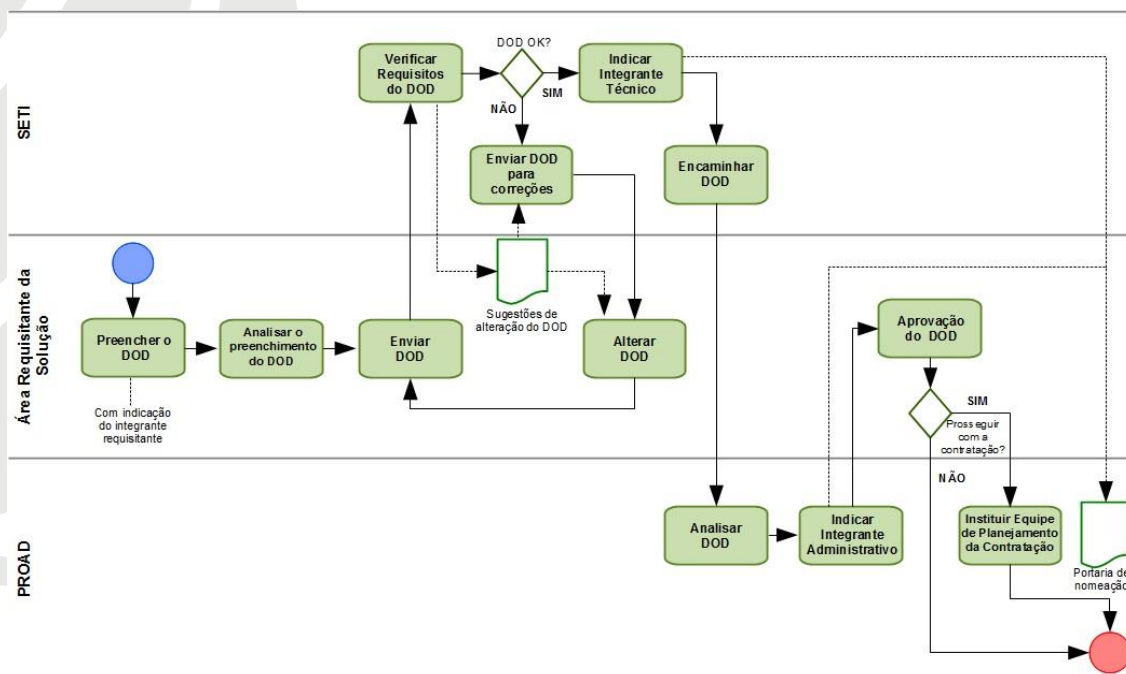 SETI
DOD OK?
Verificar
Requisitos
do DOD
SIM
NÃO
Indicar
Integrante
Técnico
Enviar DOD
para
correções
Encaminhar
DOD
Área Requisitante da
Solução
Preencher o
DOD
Com indicação
do integrante
requisitante
Analisar o
preenchimento
do DOD
Enviar
DOD
Sugestões de
alteração do DOD
Alterar
DOD
Aprovação
do DOD
SIM
Prosseguir
com a
contratação?
NÃO
PROAD
Analisar
DOD
Indicar
Integrante
Administrativo
Instituir Equipe
de Planejamento
da Contratação
Portaria de
nomeação